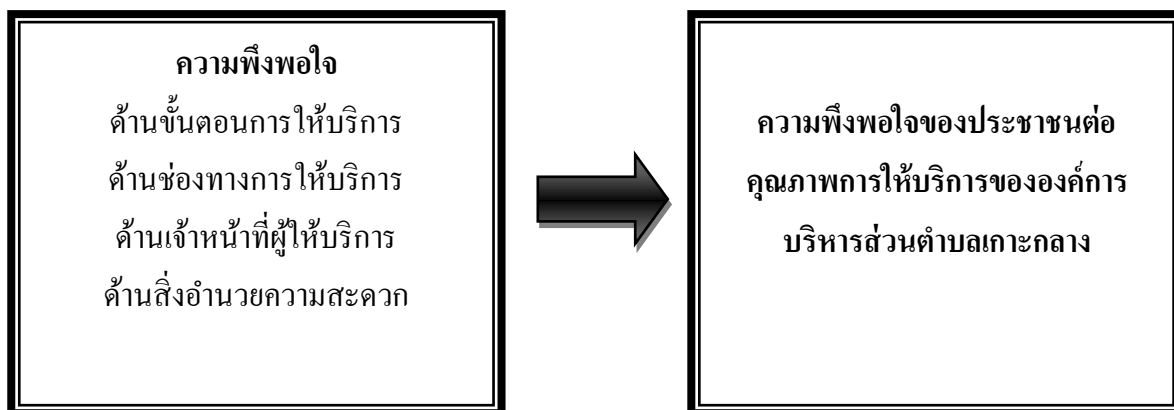 ความพึงพอใจ
ด้านขั้นตอนการให้บริการ
ด้านช่องทางการให้บริการ
ด้านเจ้าหน้าที่ผู้ให้บริการ
ด้านสิ่งอำนวยความสะดวก
ความพึงพอใจของประชาชนต่อ
คุณภาพการให้บริการขององค์การ
บริหารส่วนตำบลเกาะกลาง